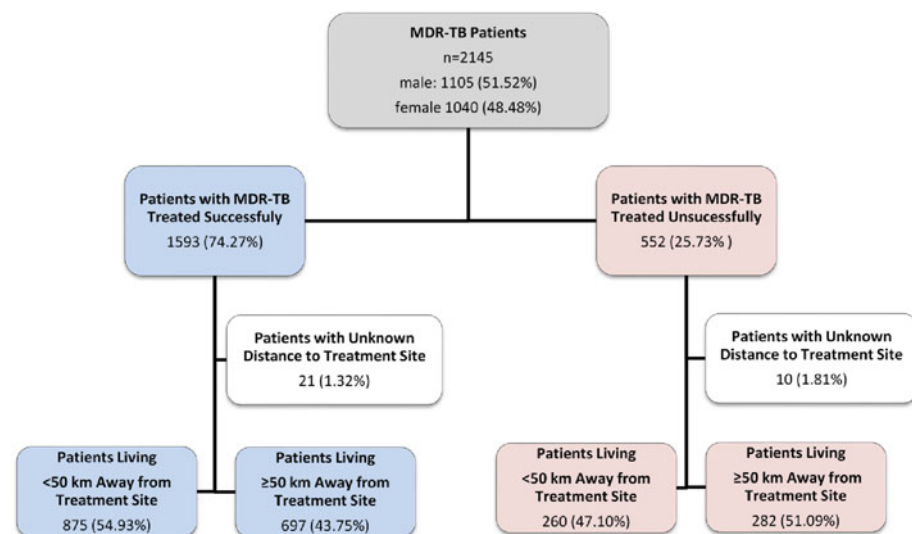 MDR-TB Patients
n=2145
male: 1105 (51.52%)
female 1040 (48.48%)
Patients with MDR-TB
Treated Successfuly
1593 (74.27%)
Patients with MDR-TB
Treated Unsucessfully
552 (25.73% )
Patients with Unknown
Distance to Treatment Site
21 (1.32%)
Patients with Unknown
Distance to Treatment Site
10 (1.81%)
Patients Living
<50 km Away from
Treatment Site
875 (54.93%)
Patients Living
≥50 km Away from
Treatment Site
697 (43.75%)
Patients Living
<50 km Away from
Treatment Site
260 (47.10%)
Patients Living
≥50 km Away from
Treatment Site
282 (51.09%)